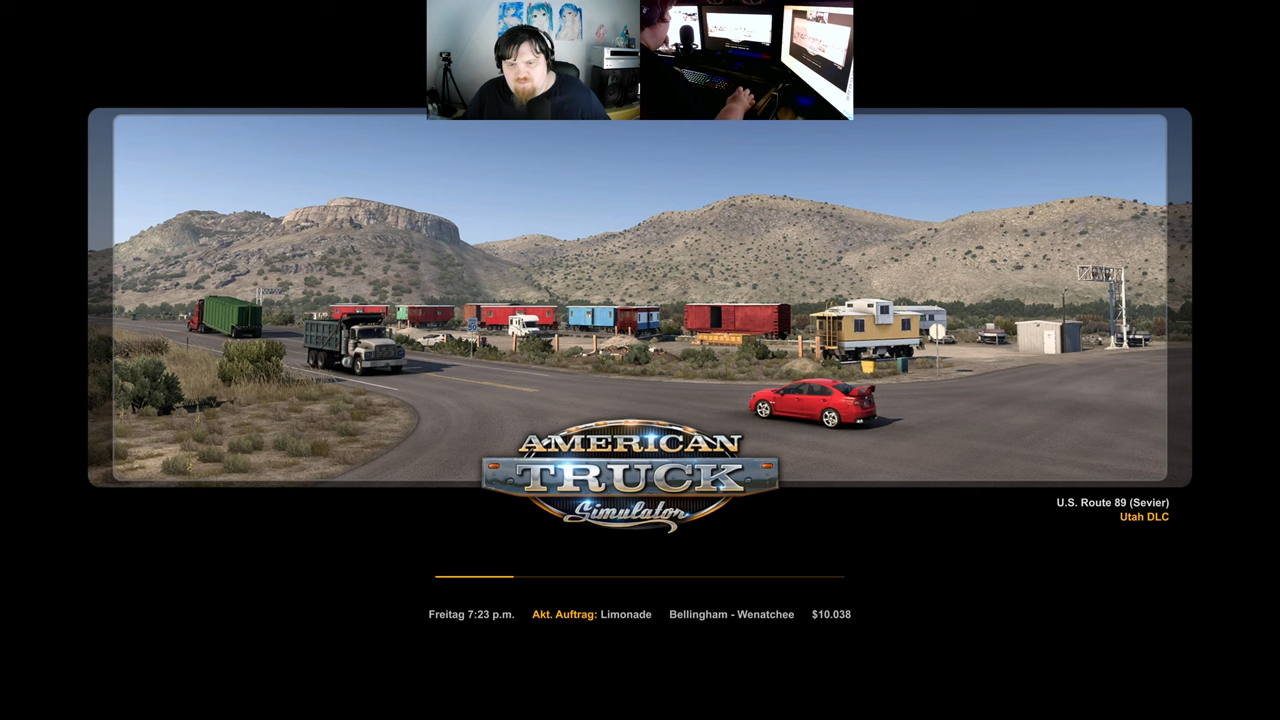 AMERICAN
TRUCK
Simulator
U.S. Route 89 (Sevier)
Utah DLC
Freitag 7:23 p.m. Akt. Auftrag: Limonade Bellingham - Wenatchee $10.038